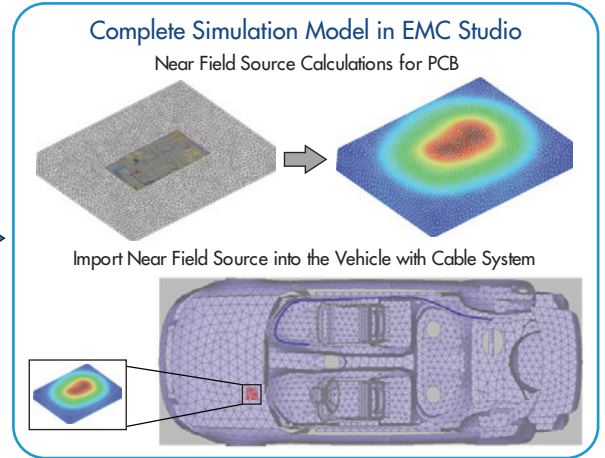 Complete Simulation Model in EMC Studio
Near Field Source Calculations for PCB
Import Near Field Source into the Vehicle with Cable System